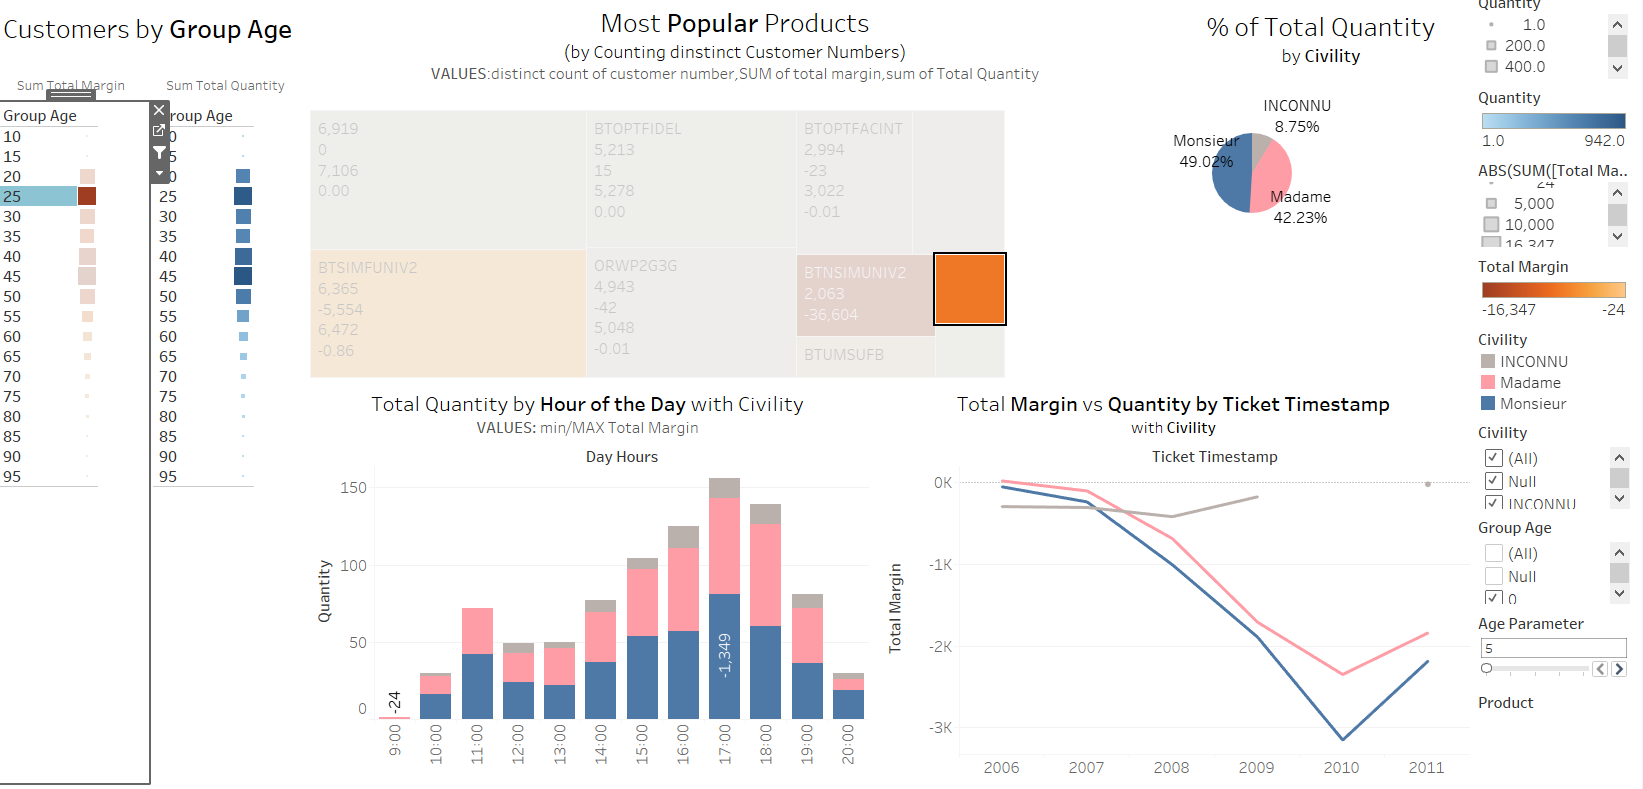 Customers by Group Age
Sum Total Margin
Sum Total Quantity
Group Age
10
15
20
25
30
35
40
45
50
55
60
65
70
75
80
85
90
95
roup Age
0
5
0
25
30
35
40
45
50
55
60
65
70
75
80
85
90
95
Most Popular Products
(by Counting dinstinct Customer Numbers)
VALUES:distinct count of customer number,SUM of total margin,sum of Total Quantity
6,919
0
7,106
0.00
BTOPTFIDEL
5,213
15
5,278
0.00
BTOPTFACINT
2,994
-23
3,022
-0.01
BTSIMFUNIV2
6,365
-5,554
6,472
-0.86
ORWP2G3G
4,943
-42
5,048
-0.01
BTNSIMUNIV2
2,063
-36,604
BTUMSUFB
% of Total Quantity
by Civility
INCONNU
8.75%
Monsieur
49.02%
Madame
42.23%
Total Quantity by Hour of the Day with Civility
VALUES: min/MAX Total Margin
Day Hours
Quantity
150
100
50
0
-24
-1,349
9:00
10:00
11:00
12:00
13:00
14:00
15:00
16:00
17:00
18:00
19:00
20:00
Total Margin vs Quantity by Ticket Timestamp
with Civility
Ticket Timestamp
Total Margin
0K
-1K
-2K
-3K
2006
2007
2008
2009
2010
2011
Quantity
1.0
200.0
400.0
Quantity
1.0 942.0
ABS(SUM([Total Ma..
24
5,000
10,000
16,347
Total Margin
-16,347 -24
Civility
INCONNU
Madame
Monsieur
Civility
(All)
Null
INCONNU
Group Age
(All)
Null
0
Age Parameter
5
Product